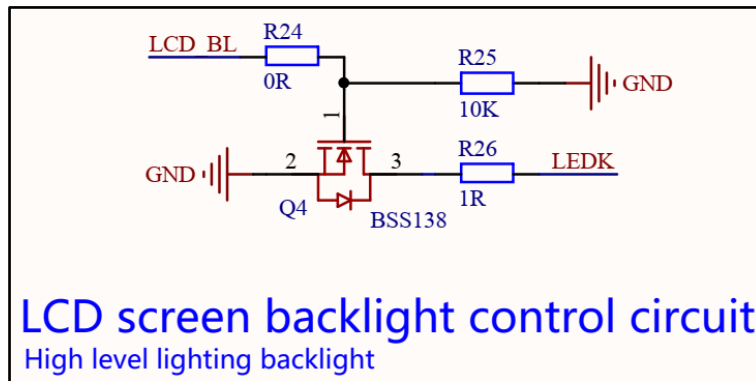 LCD_BL
R24
0R
R25
10K
GND
1
GND
2
3
R26
1R
LEDK
Q4
BSS138
LCD screen backlight control circuit
High level lighting backlight